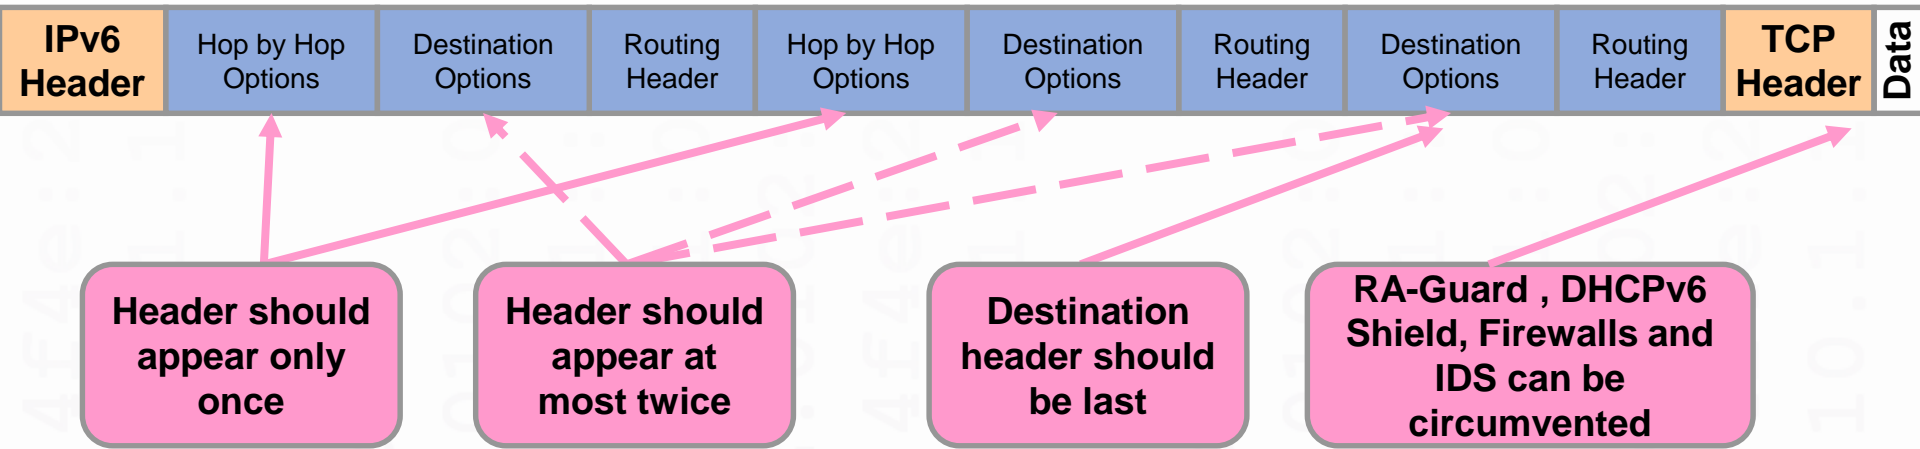 IPv6
Header
Hop by Hop
Options
Destination
Options
Routing
Header
Hop by Hop
Options
Destination
Options
Routing
Header
Destination
Options
Routing
Header
TCP
Header
Data
Header should
appear only
once
Header should
appear at
most twice
Destination
header should
be last
RA-Guard , DHCPv6
Shield, Firewalls and
IDS can be
circumvented